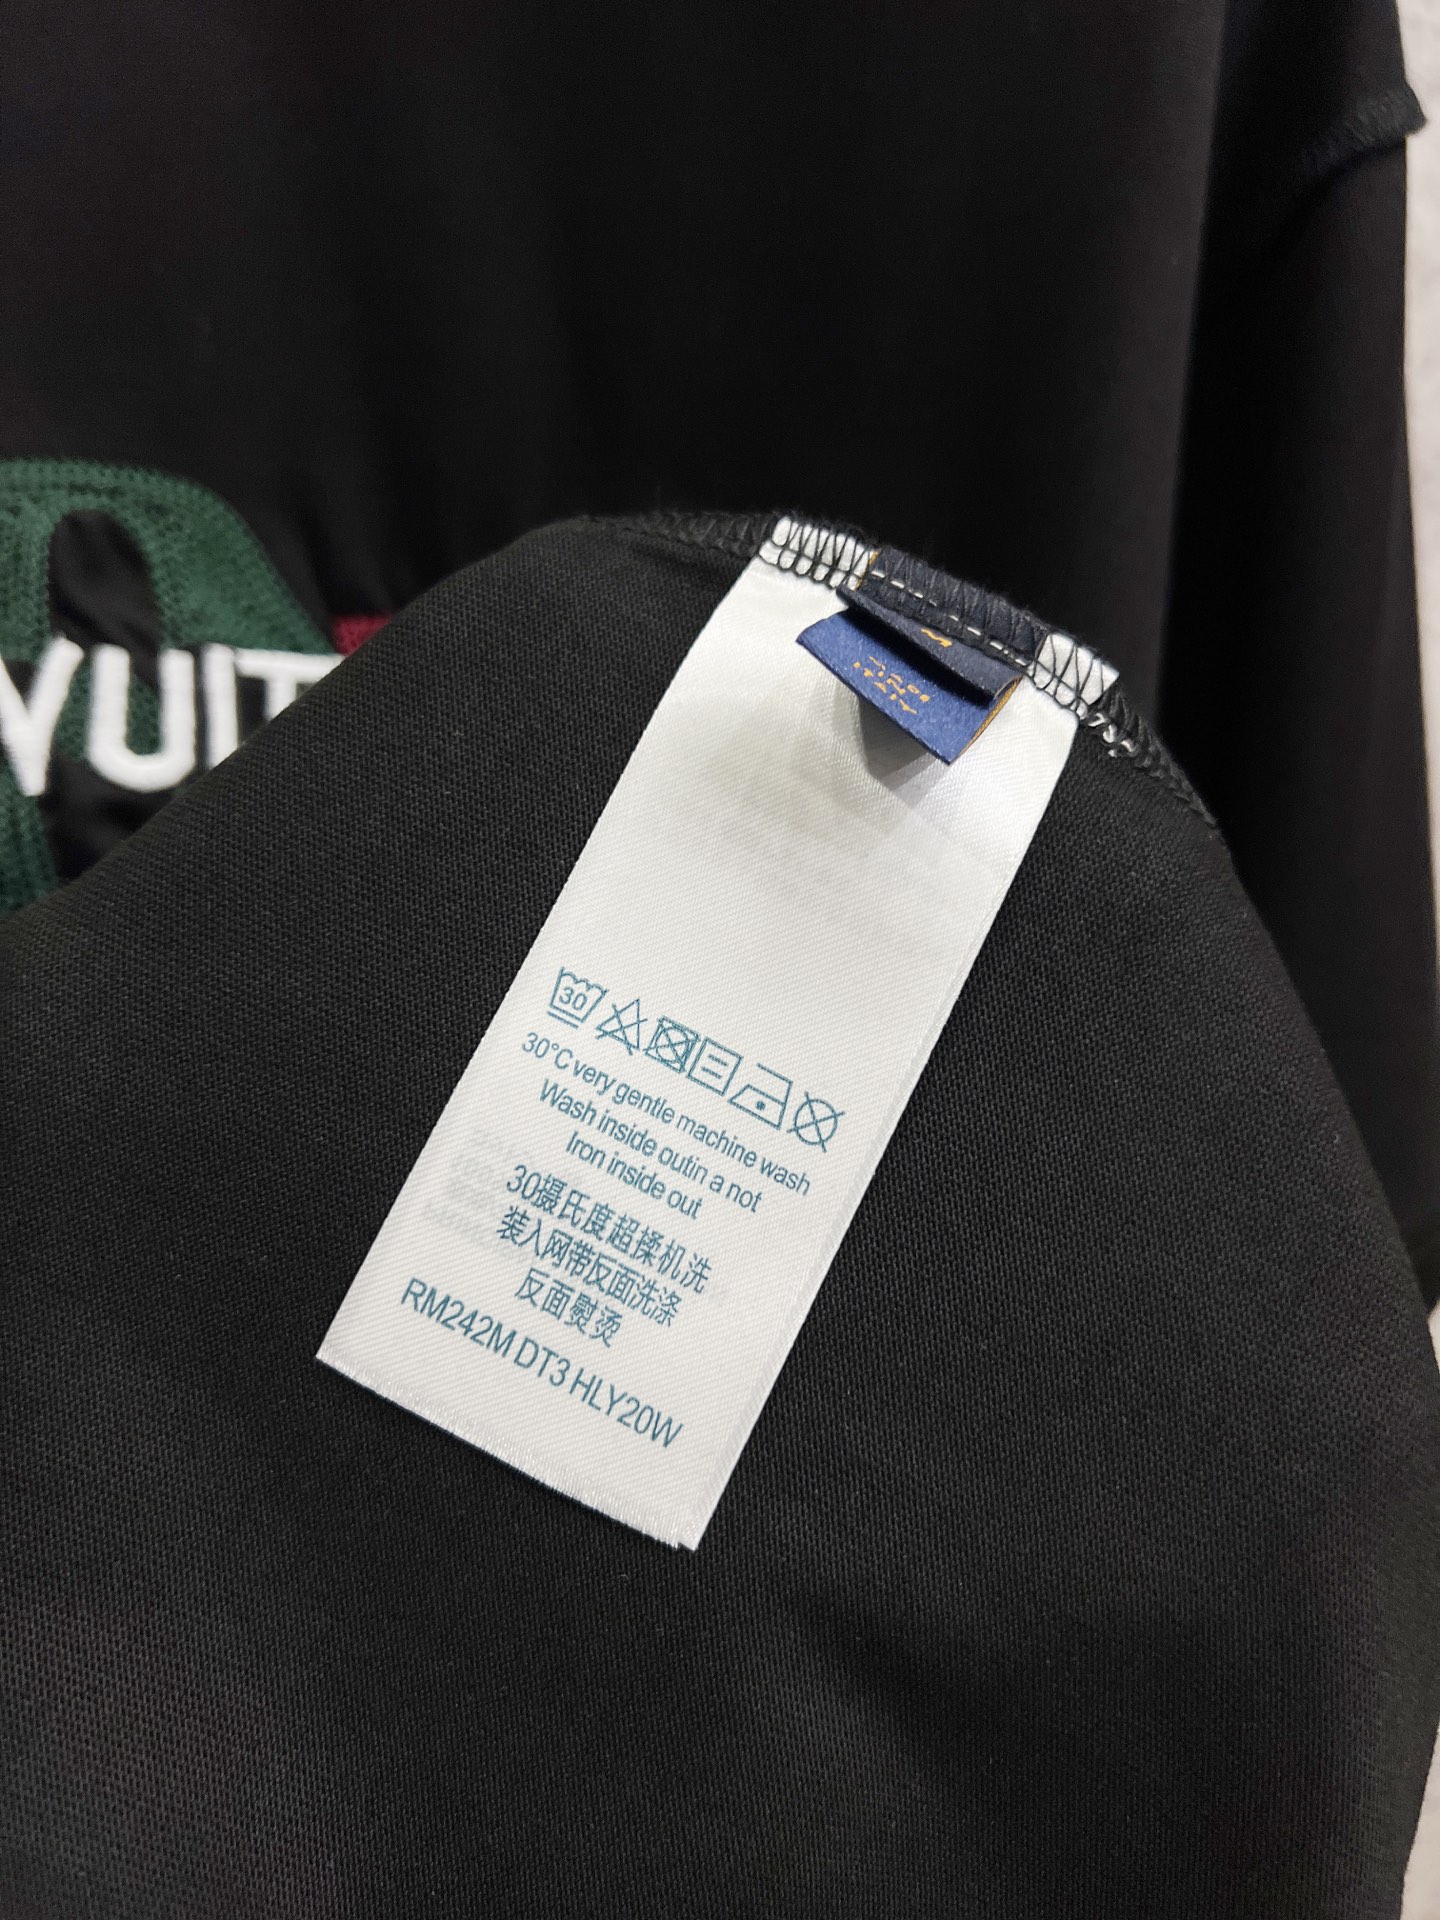 VUIT
M
MADE
ITALY
30
30°C very gentle machine wash
Wash inside outin a not
Iron inside out
30摄氏度超揉机洗
装入网带反面洗涤
反面熨烫
RM242M DT3 HLY20W